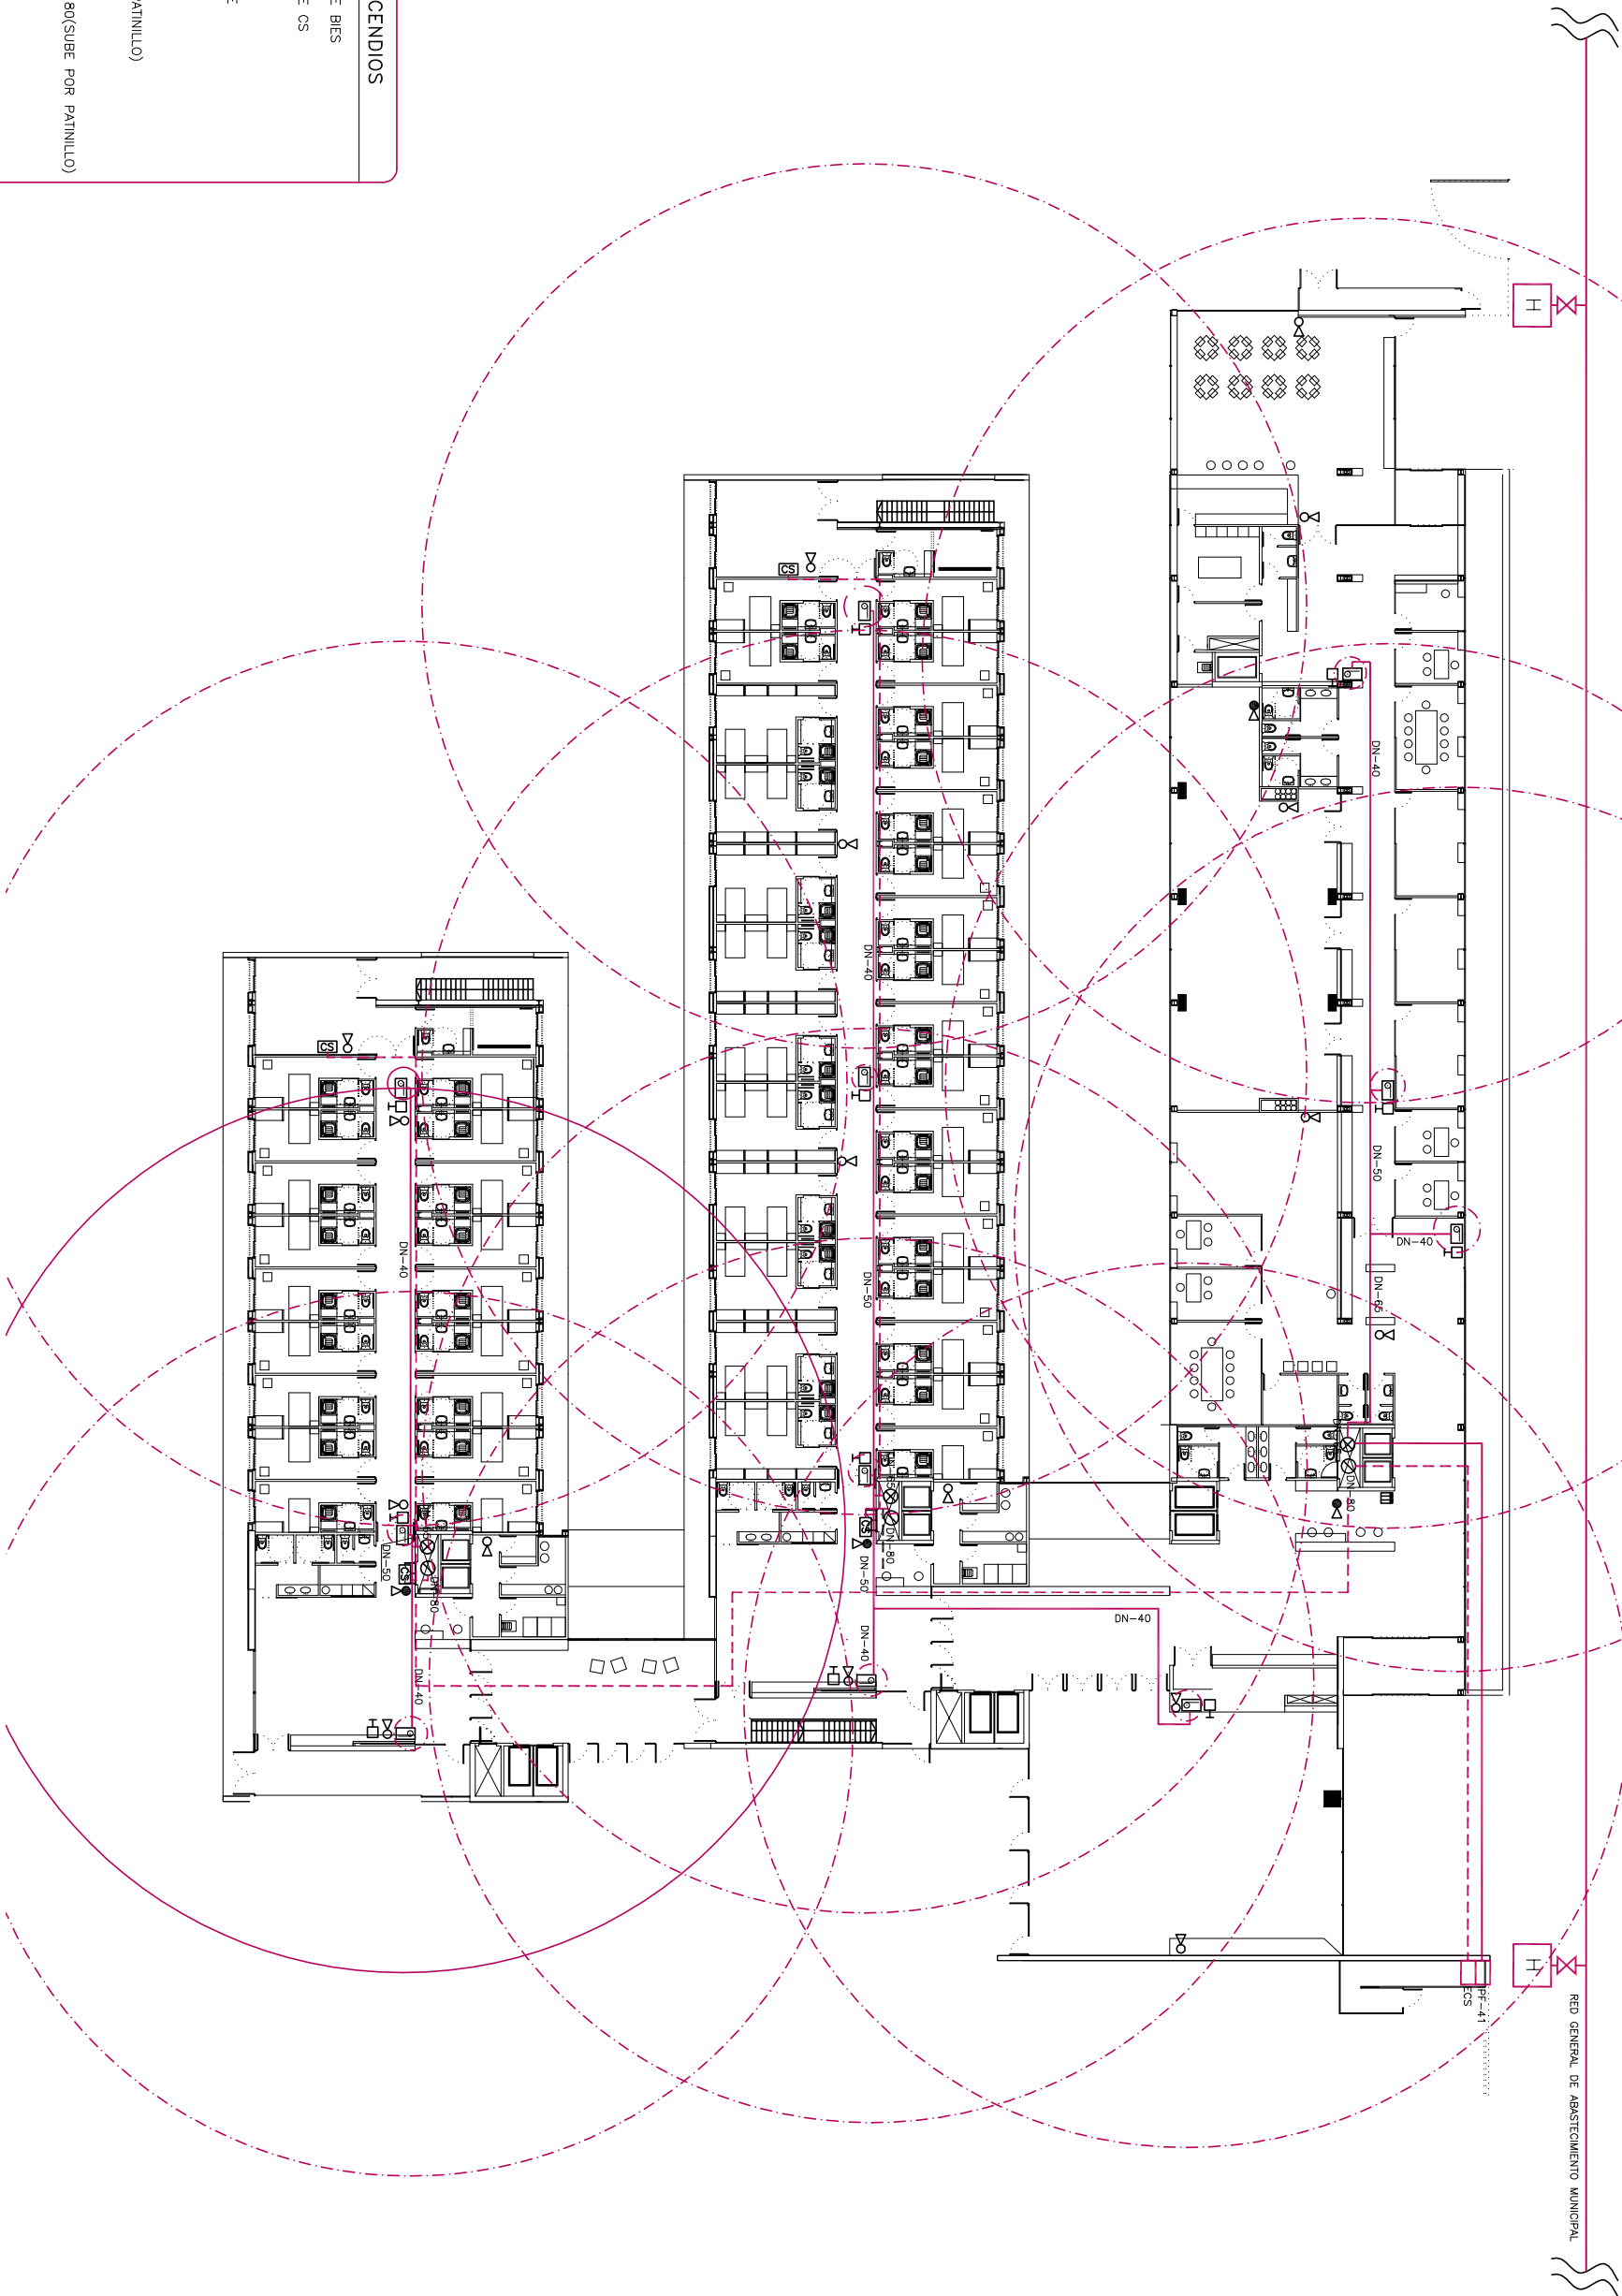 CENDIOS
E BIES
E CS
E
ATINILLO)
80(SUBE POR PATINILLO)
H
DN-40
DN-50
DN-40
DN-65
DN-80
CS
DN-40
DN-50
DN-80
CS
DN-50
DN-40
DN-40
CS
DN-40
DN-50
CS
DN-80
DN-40
H
IPF-41
ECS
RED GENERAL DE ABASTECIMIENTO MUNICIPAL